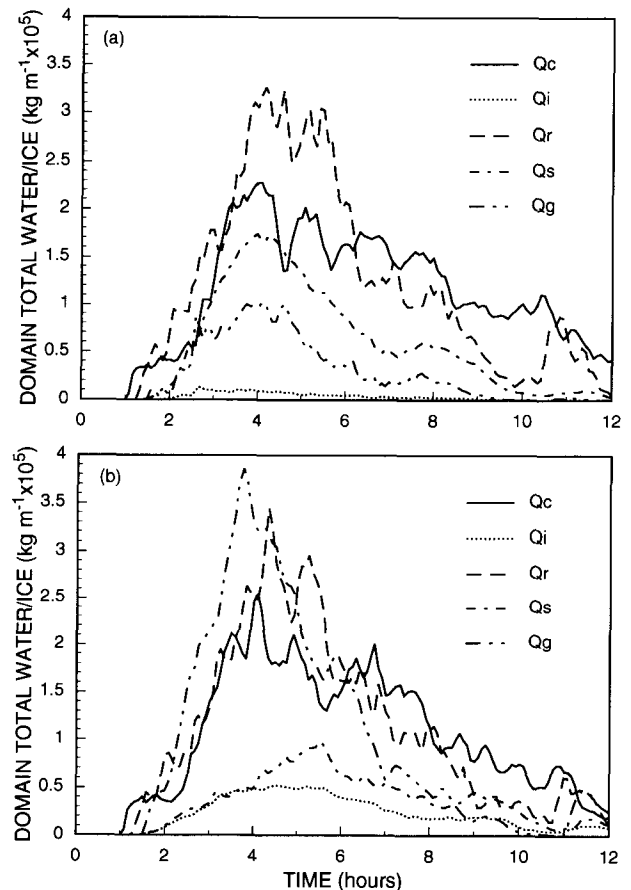 4
3.5
3
2.5
2
1.5
1
0.5
0
DOMAIN TOTAL WATER/ICE (kg m⁻¹x10⁵)
(a)
Qc
Qi
Qr
Qs
Qg
0 2 4 6 8 10 12
4
3.5
3
2.5
2
1.5
1
0.5
0
DOMAIN TOTAL WATER/ICE (kg m⁻¹x10⁵)
(b)
Qc
Qi
Qr
Qs
Qg
0 2 4 6 8 10 12
TIME (hours)